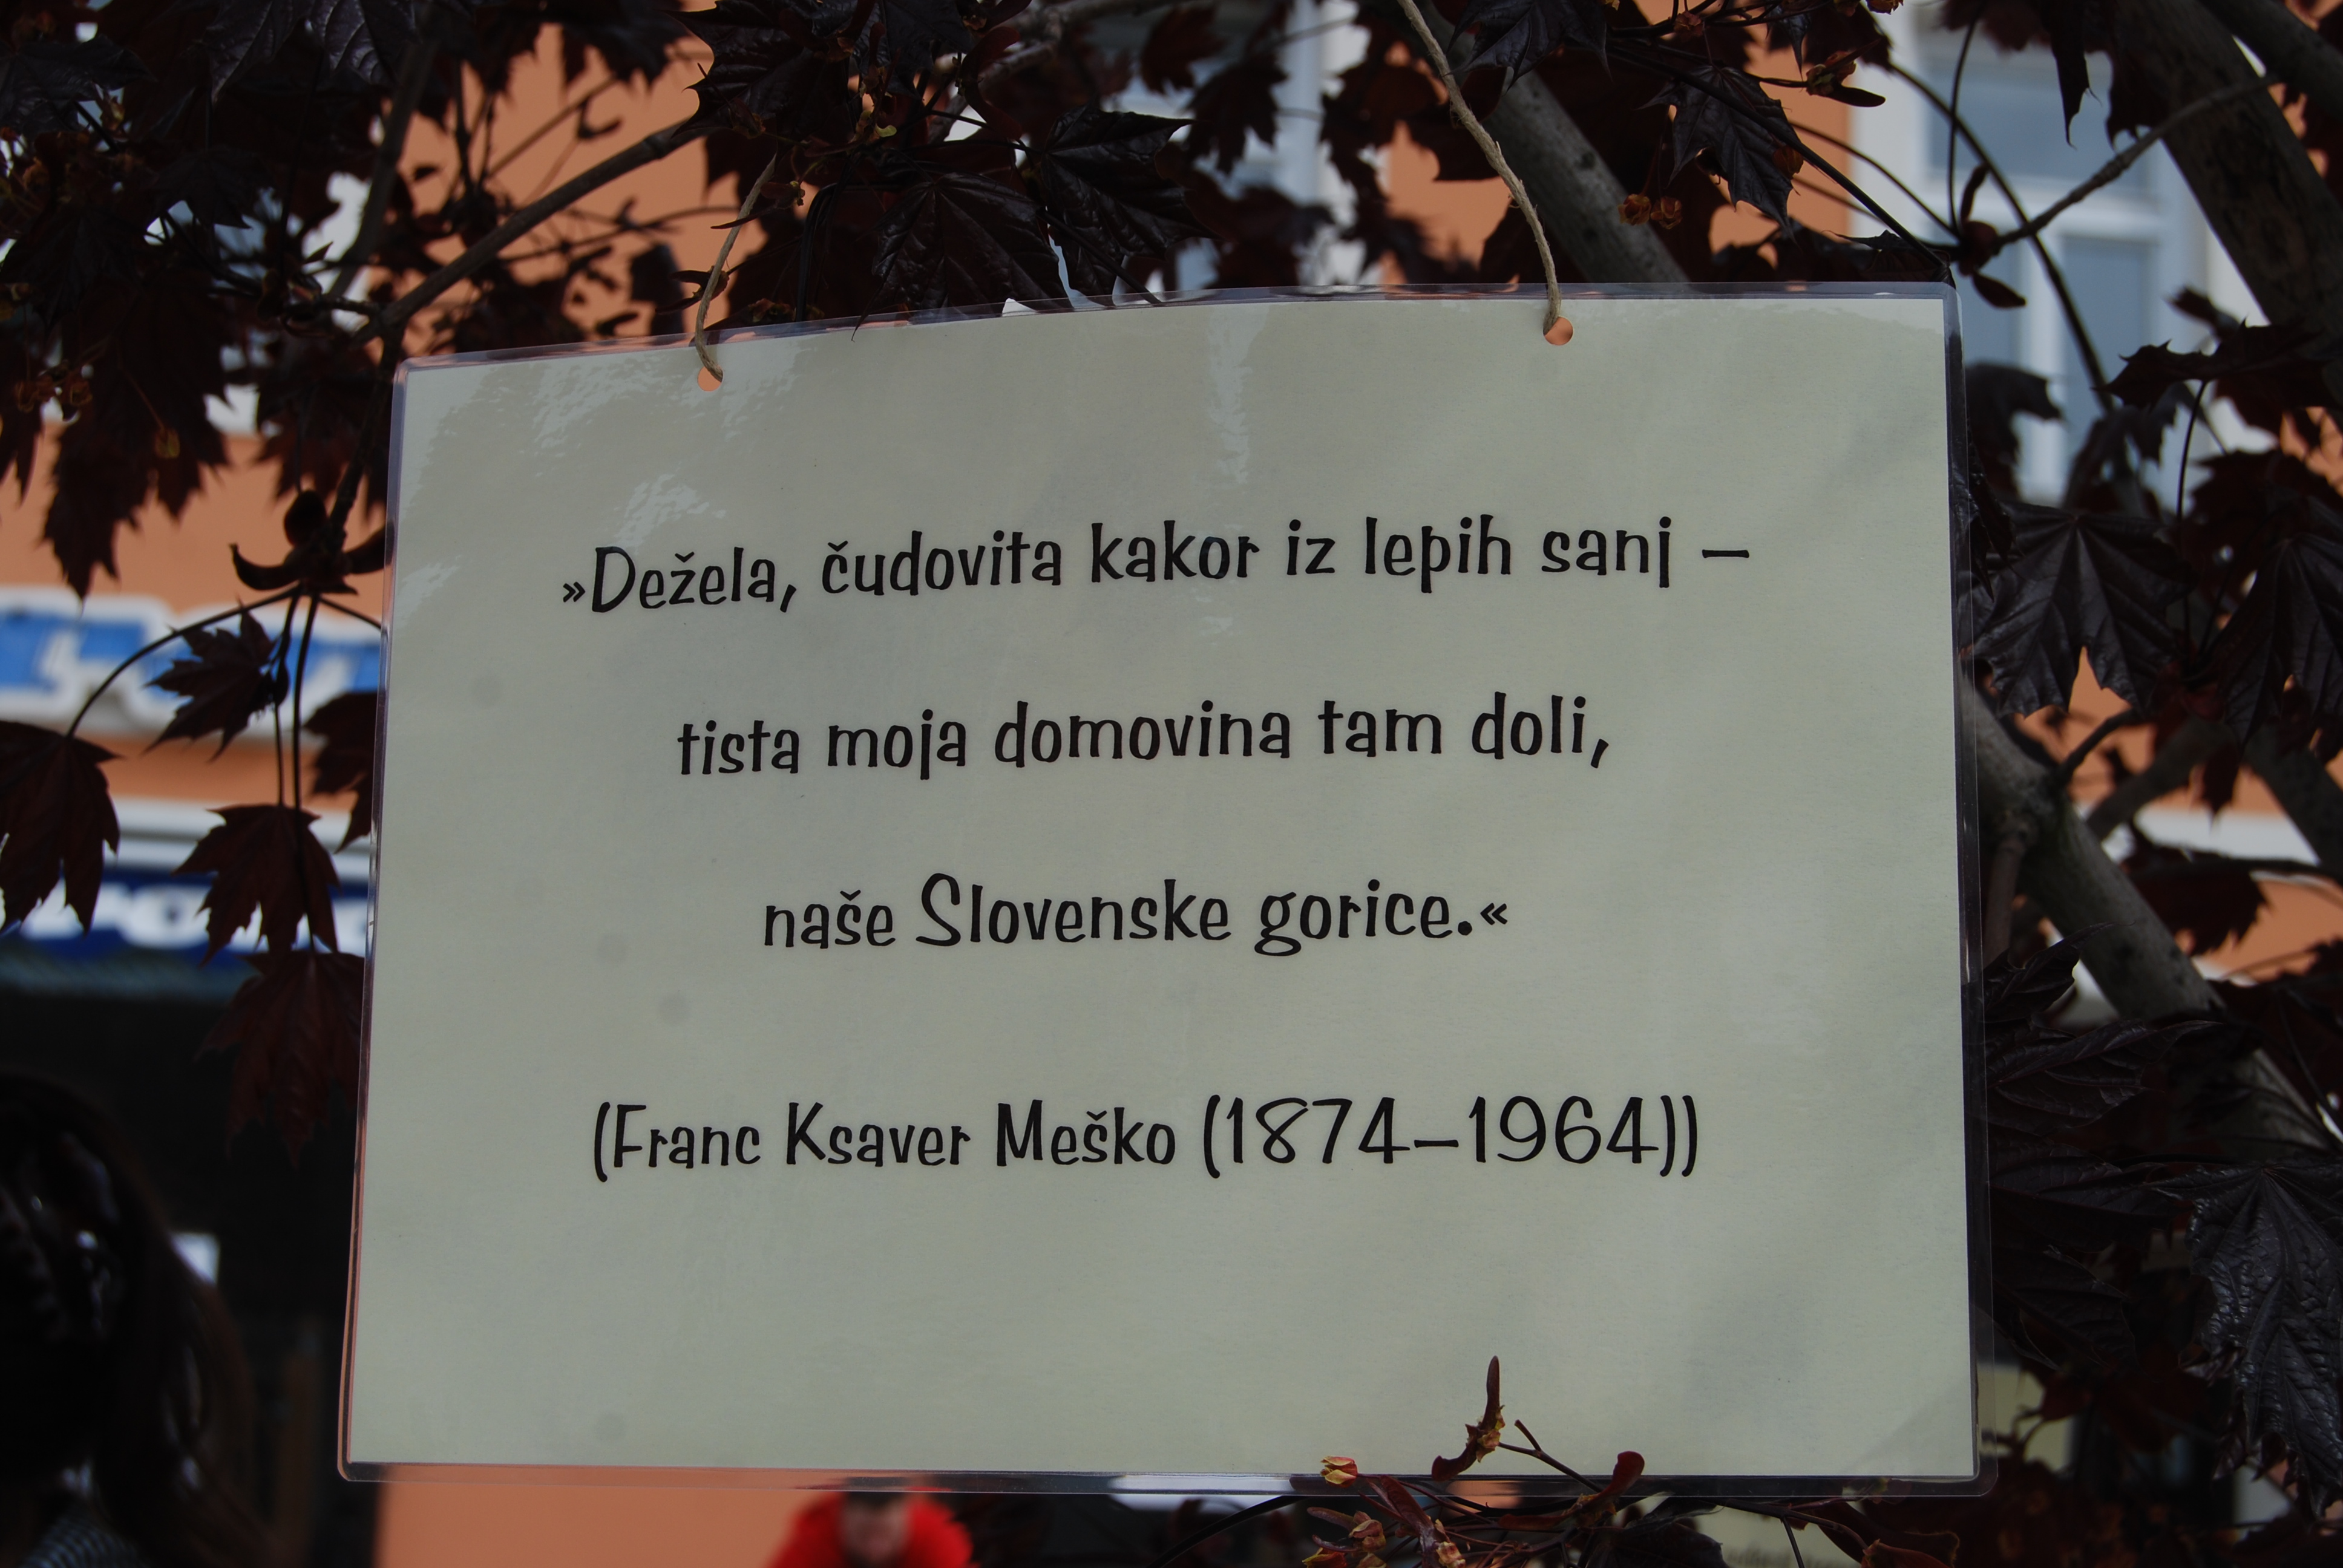 »Dežela, čudovita kakor iz lepih sanj –
tista moja domovina tam doli,
naše Slovenske gorice.«
(Franc Ksaver Meško (1874–1964))